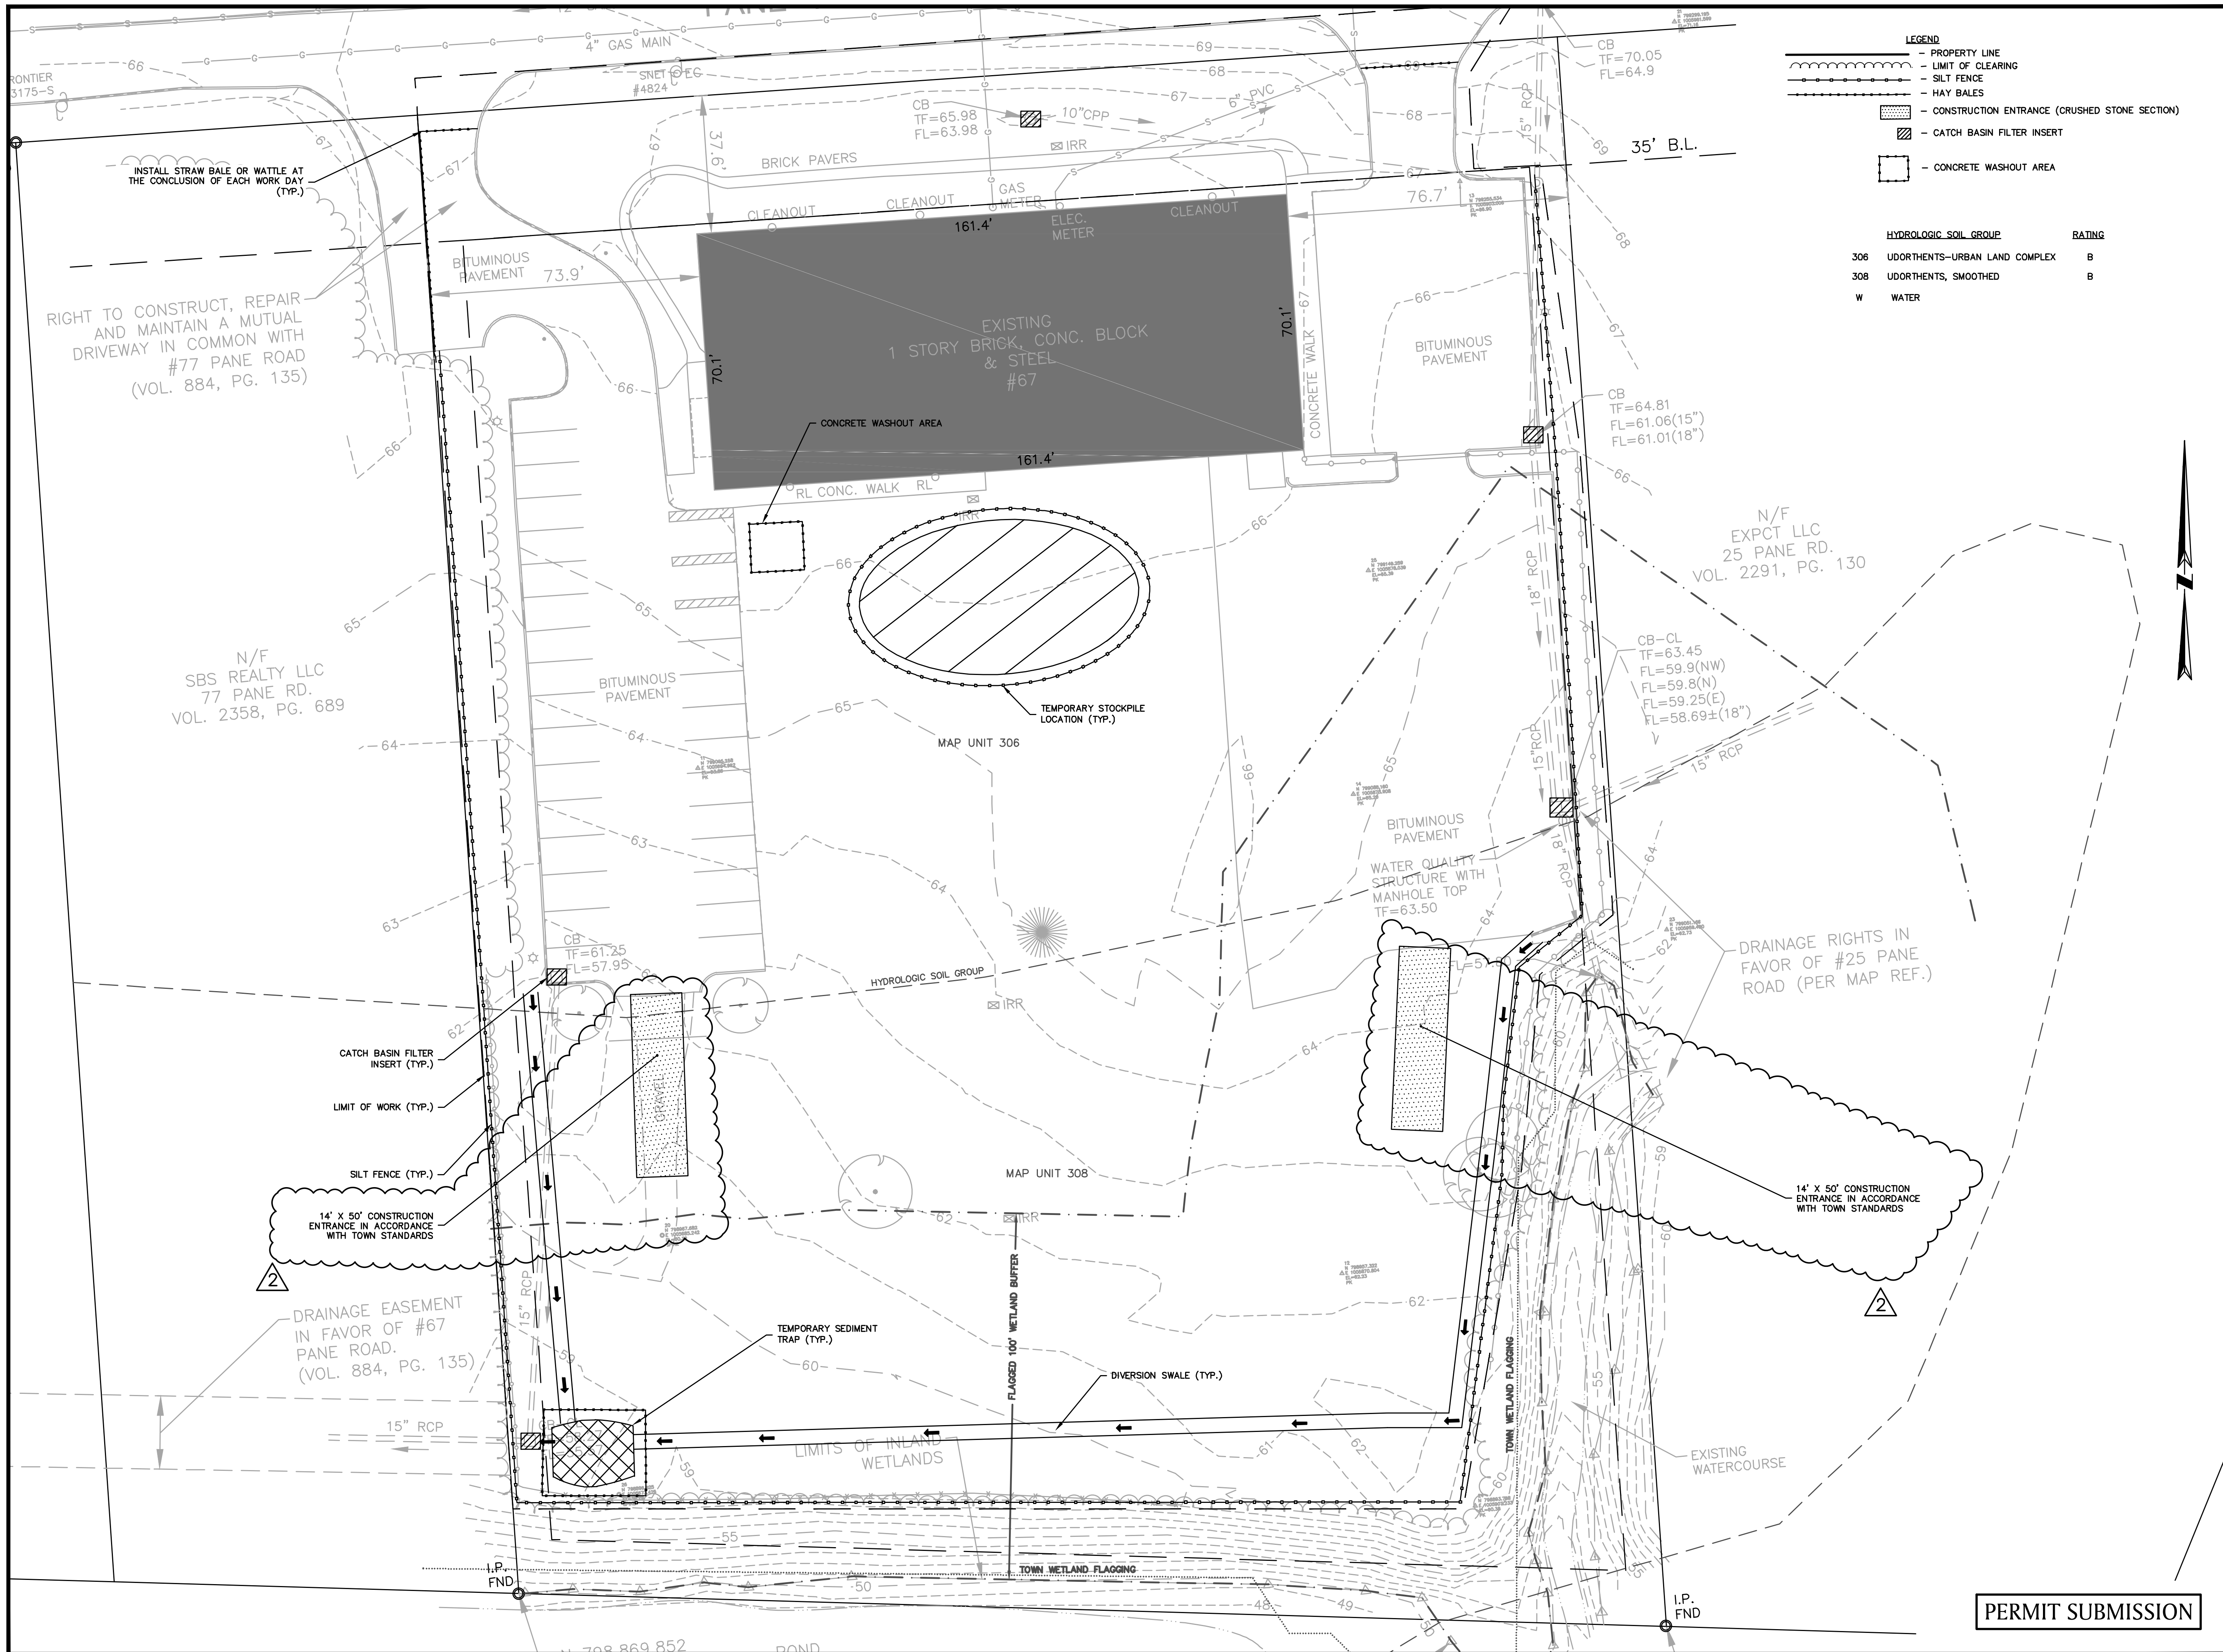 4" GAS MAIN
SNET & EC
#4824
3175-S
66
69
68
67
CB
TF=65.98
FL=63.98
10"CPP
6" PVC
15" RCP
CB
TF=70.05
FL=64.9
LEGEND
- PROPERTY LINE
- LIMIT OF CLEARING
- SILT FENCE
- HAY BALES
- CONSTRUCTION ENTRANCE (CRUSHED STONE SECTION)
- CATCH BASIN FILTER INSERT
- CONCRETE WASHOUT AREA
35' B.L.
HYDROLOGIC SOIL GROUP RATING
306 UDORTHENTS-URBAN LAND COMPLEX B
308 UDORTHENTS, SMOOTHED B
W WATER
INSTALL STRAW BALE OR WATTLE AT
THE CONCLUSION OF EACH WORK DAY
(TYP.)
37.6'
BRICK PAVERS
IRR
CLEANOUT
CLEANOUT
GAS
METER
ELEC.
METER
CLEANOUT
76.7'
161.4'
BITUMINOUS
PAVEMENT
73.9'
RIGHT TO CONSTRUCT, REPAIR
AND MAINTAIN A MUTUAL
DRIVEWAY IN COMMON WITH
#77 PANE ROAD
(VOL. 884, PG. 135)
EXISTING
1 STORY BRICK, CONC. BLOCK
& STEEL
#67
70.1'
70.1'
CONCRETE WALK
BITUMINOUS
PAVEMENT
CB
TF=64.81
FL=61.06(15")
FL=61.01(18")
CONCRETE WASHOUT AREA
161.4'
RL CONC. WALK RL
IRR
N/F
EXPCT LLC
25 PANE RD.
VOL. 2291, PG. 130
18" RCP
N/F
SBS REALTY LLC
77 PANE RD.
VOL. 2358, PG. 689
BITUMINOUS
PAVEMENT
TEMPORARY STOCKPILE
LOCATION (TYP.)
MAP UNIT 306
CB-CL
TF=63.45
FL=59.9(NW)
FL=59.8(N)
FL=59.25(E)
FL=58.69±(18")
15"RCP
15" RCP
BITUMINOUS
PAVEMENT
WATER QUALITY
STRUCTURE WITH
MANHOLE TOP
TF=63.50
18" RCP
DRAINAGE RIGHTS IN
FAVOR OF #25 PANE
ROAD (PER MAP REF.)
CB
TF=61.25
FL=57.95
HYDROLOGIC SOIL GROUP
IRR
CATCH BASIN FILTER
INSERT (TYP.)
LIMIT OF WORK (TYP.)
SILT FENCE (TYP.)
GRAVEL
14' X 50' CONSTRUCTION
ENTRANCE IN ACCORDANCE
WITH TOWN STANDARDS
2
MAP UNIT 308
IRR
14' X 50' CONSTRUCTION
ENTRANCE IN ACCORDANCE
WITH TOWN STANDARDS
2
DRAINAGE EASEMENT
IN FAVOR OF #67
PANE ROAD.
(VOL. 884, PG. 135)
15" RCP
15" RCP
TEMPORARY SEDIMENT
TRAP (TYP.)
FLAGGED 100' WETLAND BUFFER
DIVERSION SWALE (TYP.)
TOWN WETLAND FLAGGING
LIMITS OF INLAND
WETLANDS
EXISTING
WATERCOURSE
TOWN WETLAND FLAGGING
I.P.
FND
I.P.
FND
PERMIT SUBMISSION